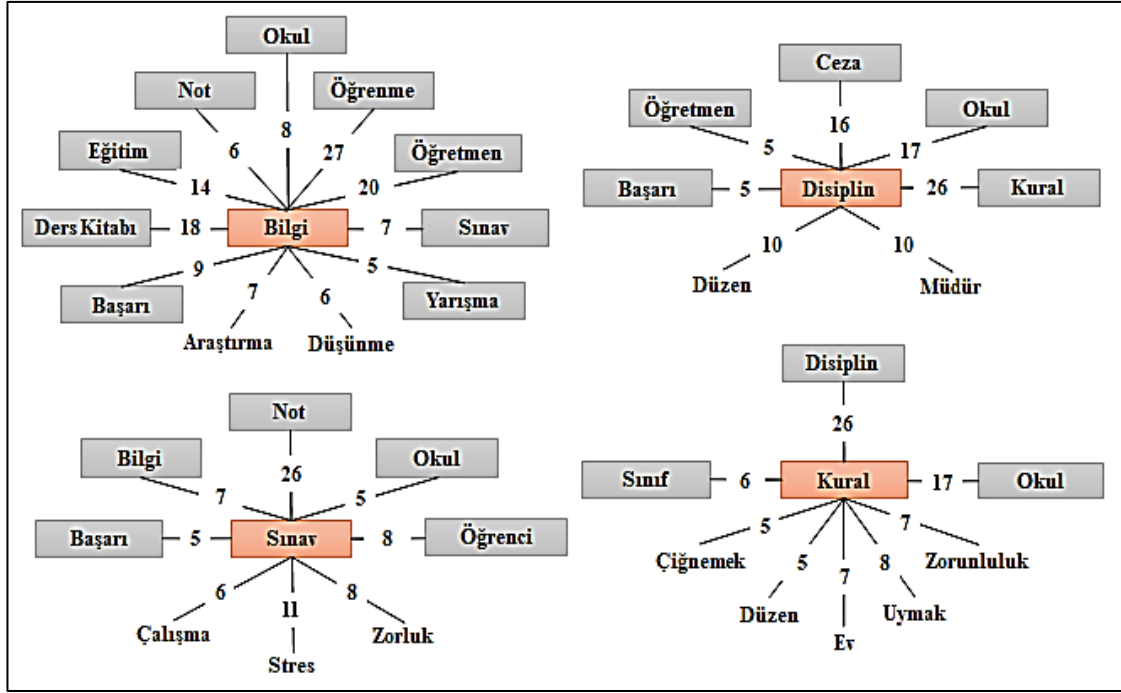 Okul
Not
Öğrenme
8
6
27
Eğitim
Öğretmen
14
20
Ders Kitabı
18
Bilgi
7
Sınav
9
5
Başarı
7
6
Yarışma
Araştırma
Düşünme
Ceza
Öğretmen
16
Okul
5
17
Başarı
5
Disiplin
26
Kural
10
10
Düzen
Müdür
Not
Bilgi
26
Okul
7
5
Başarı
5
Sınav
8
Öğrenci
6
11
8
Çalışma
Zorluk
Stres
Disiplin
26
Sınıf
6
Kural
17
Okul
5
7
Çiğnemek
5
7
8
Zorunluluk
Düzen
Uymak
Ev